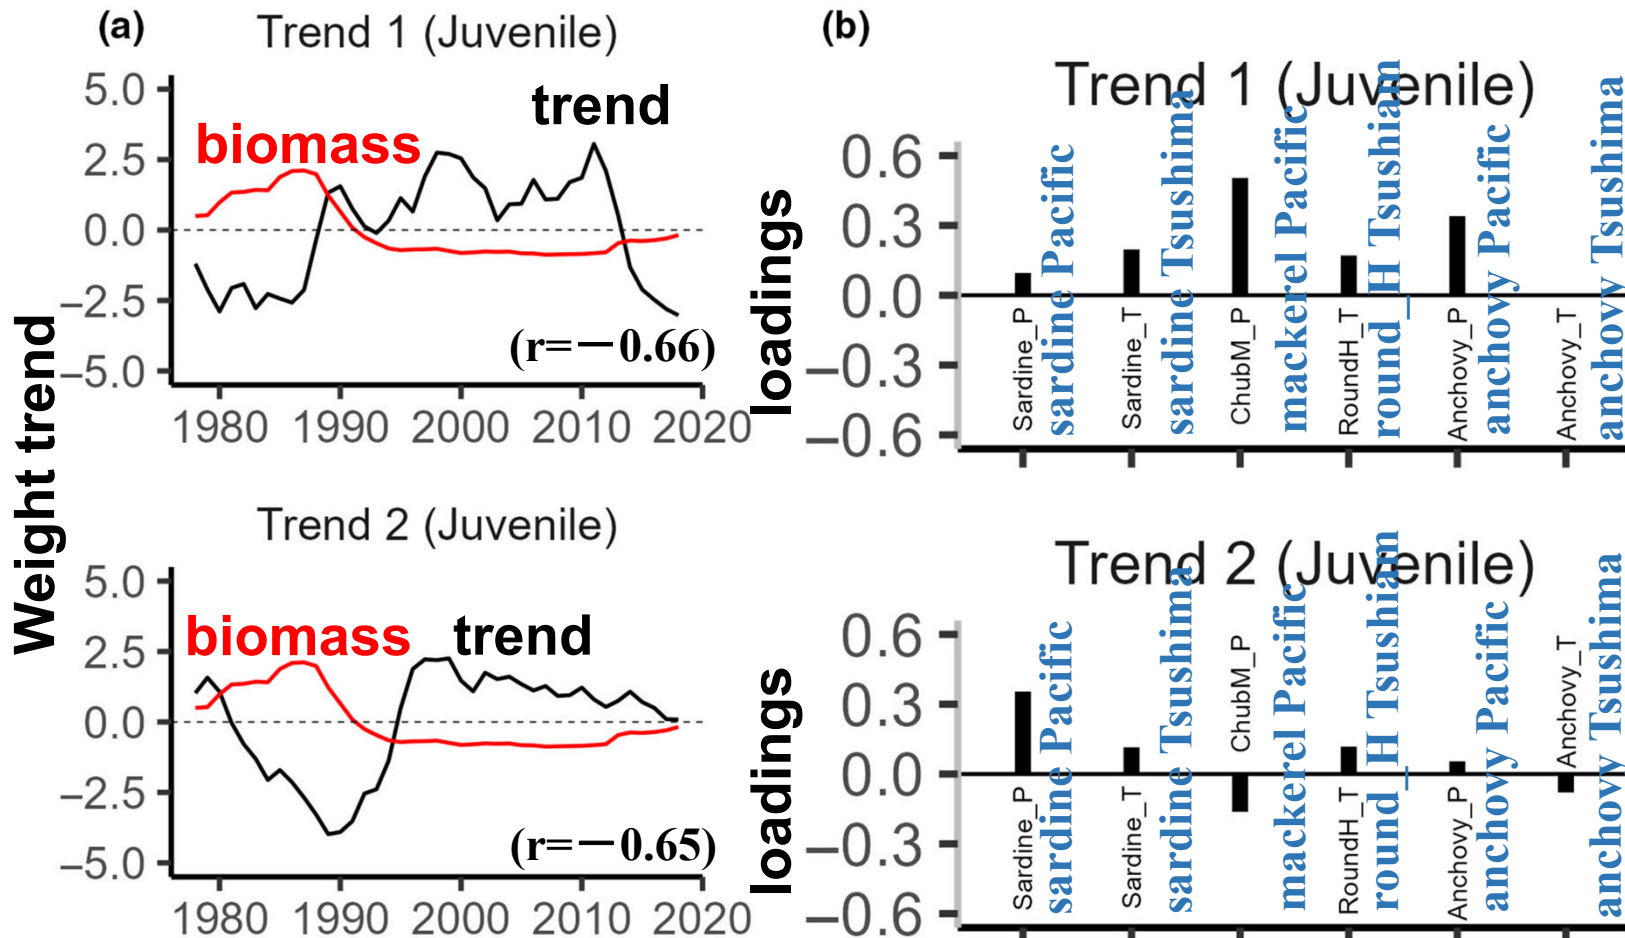 (a)
Trend 1 (Juvenile)
5.0
2.5
0.0
−2.5
−5.0
biomass
trend
(r=−0.66)
1980 1990 2000 2010 2020
Weight trend
Trend 2 (Juvenile)
5.0
2.5
0.0
−2.5
−5.0
biomass
trend
(r=−0.65)
1980 1990 2000 2010 2020
(b)
Trend 1 (Juvenile)
loadings
0.6
0.3
0.0
−0.3
−0.6
Sardine_P
sardine Pacific
Sardine_T
sardine Tsushima
ChubM_P
mackerel Pacific
RoundH_T
round_H Tsushiam
Anchovy_P
anchovy Pacific
Anchovy_T
anchovy Tsushima
Trend 2 (Juvenile)
loadings
0.6
0.3
0.0
−0.3
−0.6
Sardine_P
sardine Pacific
Sardine_T
sardine Tsushima
ChubM_P
mackerel Pacific
RoundH_T
round_H Tsushiam
Anchovy_P
anchovy Pacific
Anchovy_T
anchovy Tsushima